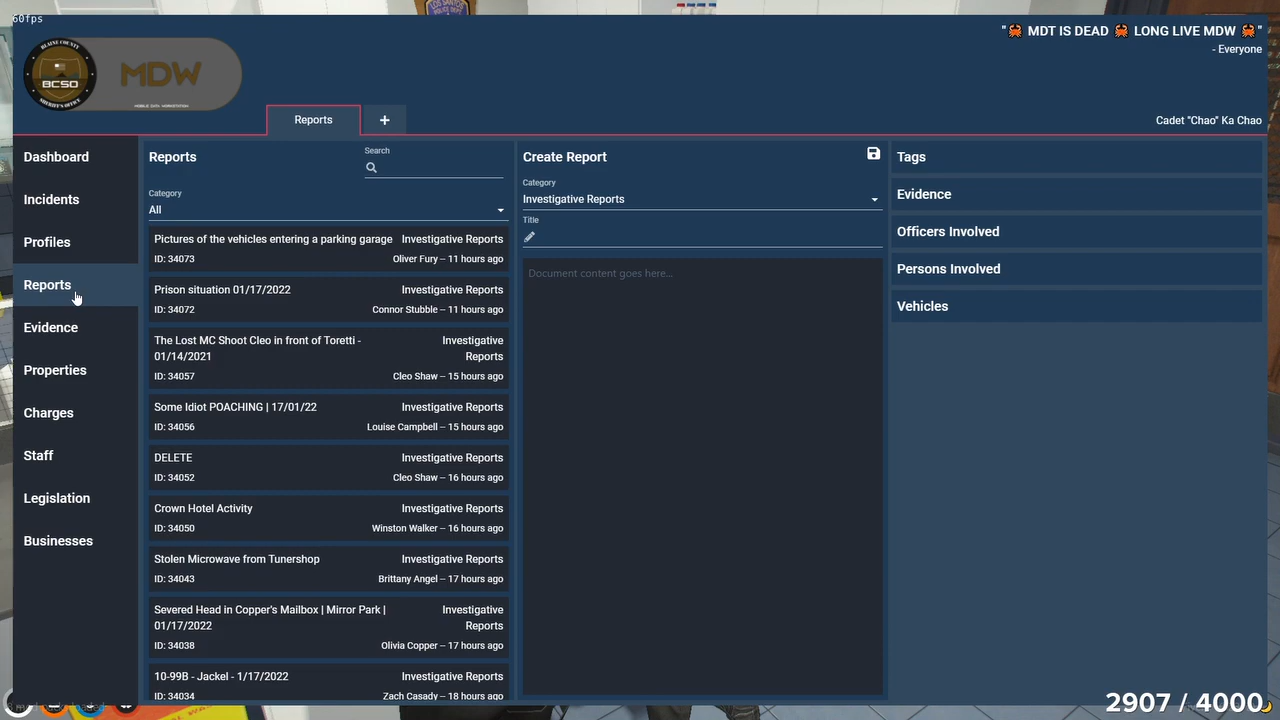 60fps
LOS SANTOS
" MDT IS DEAD LONG LIVE MDW "
- Everyone
BLAINE COUNTY
BCSO
SHERIFF'S OFFICE
MDW
MOBILE DATA WORKSTATION
Reports
+
Cadet "Chao" Ka Chao
Dashboard
Incidents
Profiles
Reports
Evidence
Properties
Charges
Staff
Legislation
Businesses
Reports
Search
Category
All
Pictures of the vehicles entering a parking garage Investigative Reports
ID: 34073 Oliver Fury – 11 hours ago
Prison situation 01/17/2022 Investigative Reports
ID: 34072 Connor Stubble – 11 hours ago
The Lost MC Shoot Cleo in front of Toretti - Investigative
01/14/2021 Reports
ID: 34057 Cleo Shaw – 15 hours ago
Some Idiot POACHING | 17/01/22 Investigative Reports
ID: 34056 Louise Campbell – 15 hours ago
DELETE Investigative Reports
ID: 34052 Cleo Shaw – 16 hours ago
Crown Hotel Activity Investigative Reports
ID: 34050 Winston Walker – 16 hours ago
Stolen Microwave from Tunershop Investigative Reports
ID: 34043 Brittany Angel – 17 hours ago
Severed Head in Copper's Mailbox | Mirror Park | Investigative
01/17/2022 Reports
ID: 34038 Olivia Copper – 17 hours ago
10-99B - Jackel - 1/17/2022 Investigative Reports
ID: 34034 Zach Casady – 18 hours ago
Create Report
Category
Investigative Reports
Title
Document content goes here...
Tags
Evidence
Officers Involved
Persons Involved
Vehicles
2907 / 4000